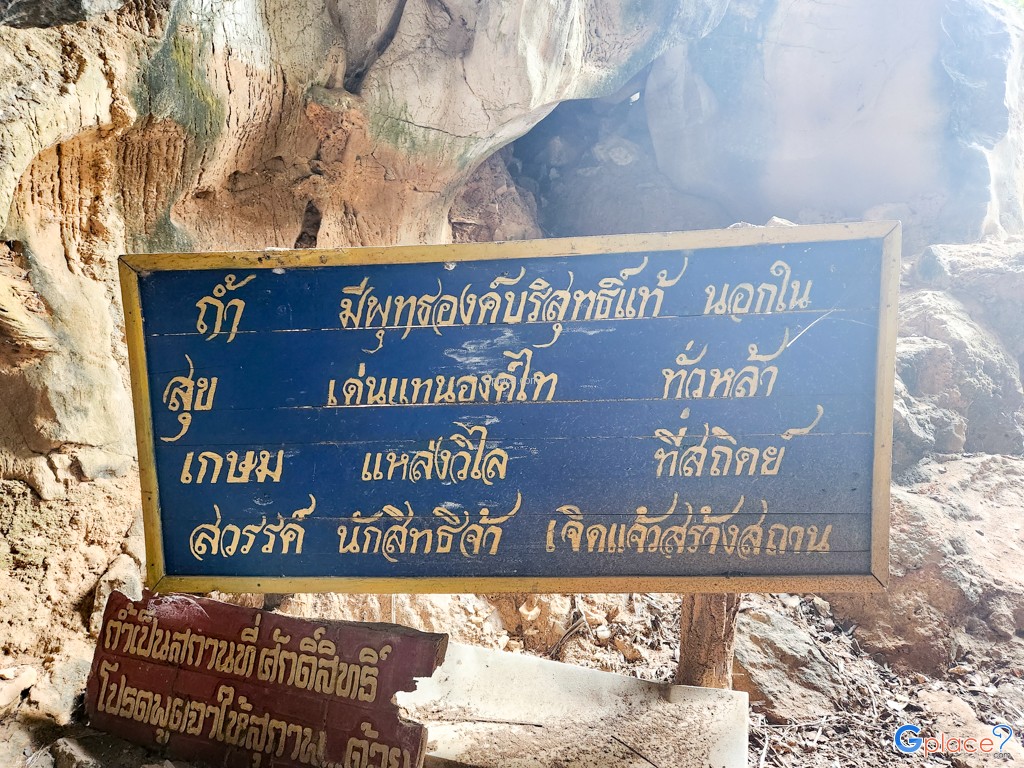 ถ้ำ มีพุทธองค์บริสุทธิ์แท้ นอกใน
สุข เด่นแทนองค์ไท ทั่วหล้า
เกษม แหล่งวิไล ที่สถิตย์
สวรรค์ นักสิทธิจ้า เจิดแจ้วสร้างสถาน
ถ้ำเป็นสถานที่ศักดิ์สิทธิ์
โปรดพูดจาให้สุภาพ...ด้วย
Gplace